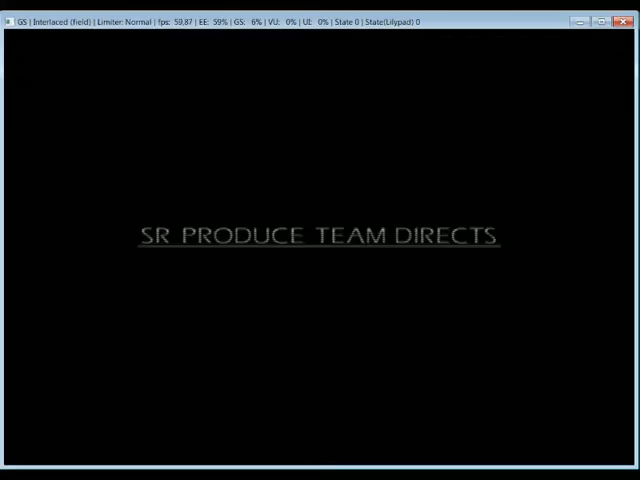 GS | Interlaced (field) | Limiter: Normal | fps: 59,87 | EE: 59% | GS: 6% | VU: 0% | UI: 0% | State 0 | State(Lilypad) 0
SR PRODUCE TEAM DIRECTS